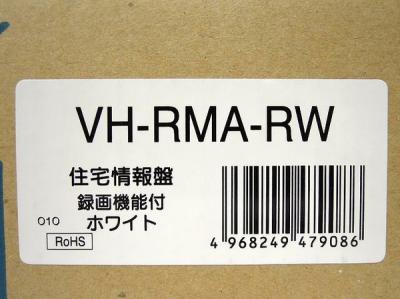 VH-RMA-RW
住宅情報盤
録画機能付
ホワイト
010
RoHS
4 968249 479086